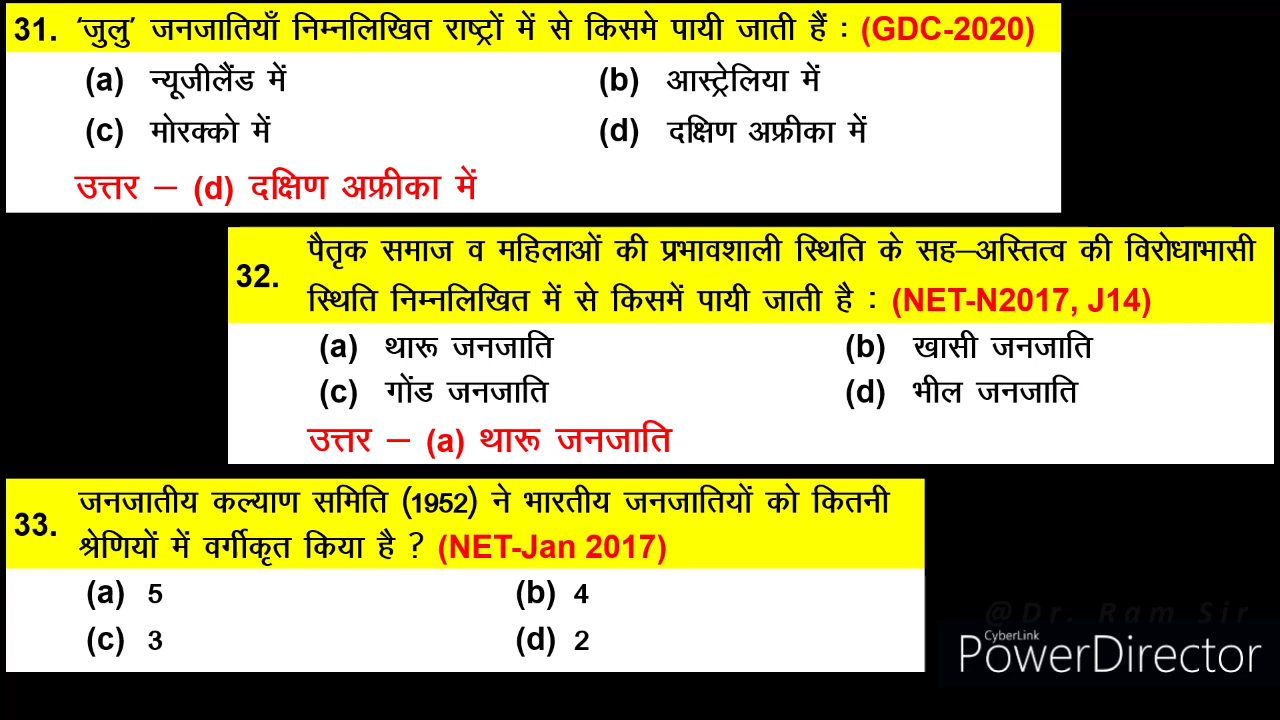 31. ‘जुलु’ जनजातियाँ निम्नलिखित राष्ट्रों में से किसमे पायी जाती हैं : (GDC-2020)
(a) न्यूजीलैंड में (b) आस्ट्रेलिया में
(c) मोरक्को में (d) दक्षिण अफ्रीका में
उत्तर – (d) दक्षिण अफ्रीका में
32. पैतृक समाज व महिलाओं की प्रभावशाली स्थिति के सह–अस्तित्व की विरोधाभासी
स्थिति निम्नलिखित में से किसमें पायी जाती है : (NET-N2017, J14)
(a) थारू जनजाति (b) खासी जनजाति
(c) गोंड जनजाति (d) भील जनजाति
उत्तर – (a) थारू जनजाति
33. जनजातीय कल्याण समिति (1952) ने भारतीय जनजातियों को कितनी
श्रेणियों में वर्गीकृत किया है ? (NET-Jan 2017)
(a) 5 (b) 4
(c) 3 (d) 2
@Dr. Ram Sir
CyberLink
PowerDirector